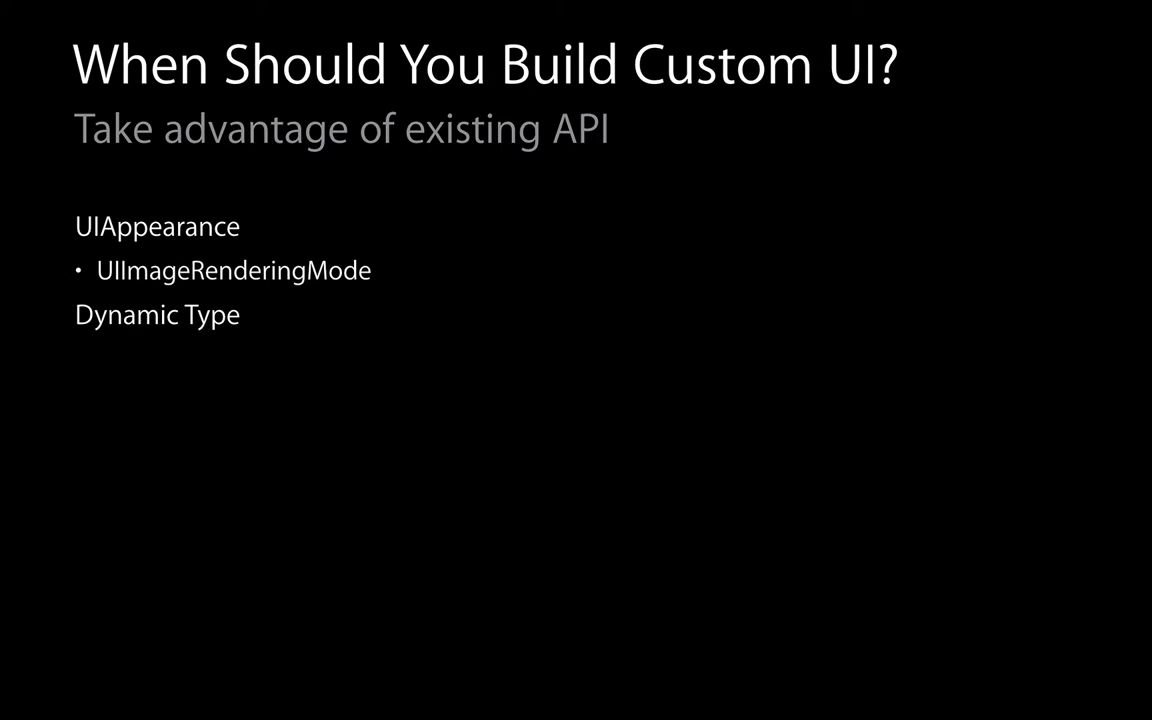 When Should You Build Custom UI?
Take advantage of existing API
UIAppearance
• UIImageRenderingMode
Dynamic Type